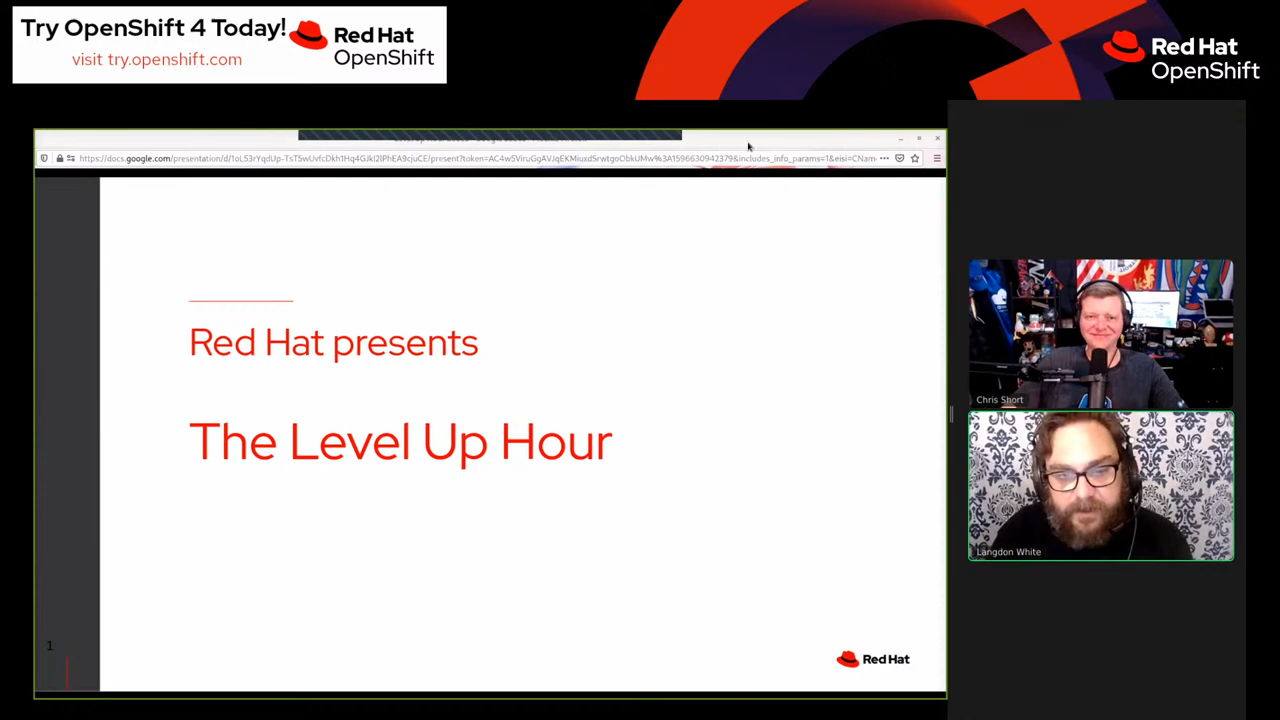 Try OpenShift 4 Today!
visit try.openshift.com
Red Hat
OpenShift
Red Hat
OpenShift
Red Hat presents
The Level Up Hour
1
Red Hat
Chris Short
Langdon White